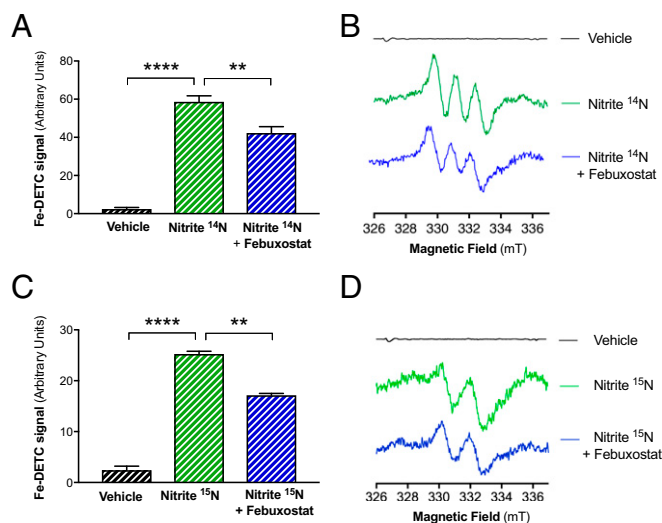 A
Fe-DETC signal (Arbitrary Units)
80
60
40
20
0
****
**
Vehicle
Nitrite ¹⁴N
Nitrite ¹⁴N
+ Febuxostat
B
Vehicle
Nitrite ¹⁴N
Nitrite ¹⁴N
+ Febuxostat
326 328 330 332 334 336
Magnetic Field (mT)
C
Fe-DETC signal (Arbitrary Units)
30
20
10
0
****
**
Vehicle
Nitrite ¹⁵N
Nitrite ¹⁵N
+ Febuxostat
D
Vehicle
Nitrite ¹⁵N
Nitrite ¹⁵N
+ Febuxostat
326 328 330 332 334 336
Magnetic Field (mT)